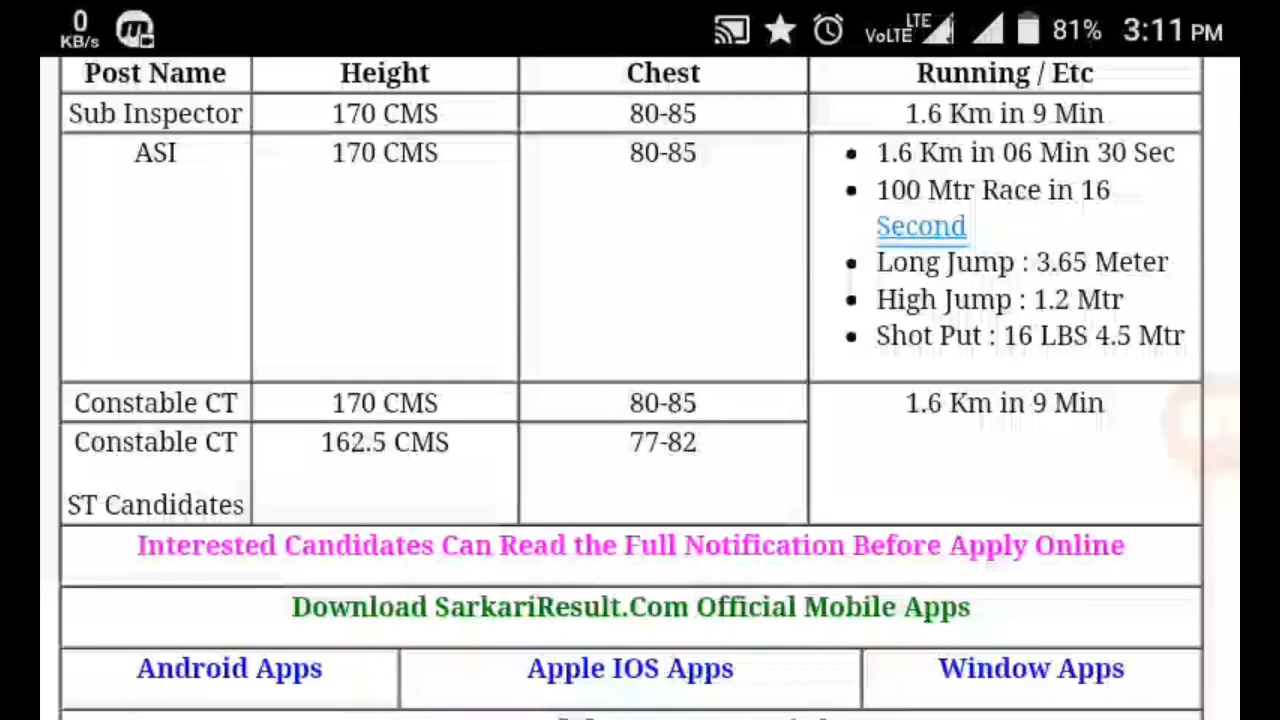 0
KB/s
VoLTE LTE 81% 3:11 PM
Post Name Height Chest Running / Etc
Sub Inspector 170 CMS 80-85 1.6 Km in 9 Min
ASI 170 CMS 80-85 • 1.6 Km in 06 Min 30 Sec
• 100 Mtr Race in 16
Second
• Long Jump : 3.65 Meter
• High Jump : 1.2 Mtr
• Shot Put : 16 LBS 4.5 Mtr
Constable CT 170 CMS 80-85 1.6 Km in 9 Min
Constable CT 162.5 CMS 77-82
ST Candidates
Interested Candidates Can Read the Full Notification Before Apply Online
Download SarkariResult.Com Official Mobile Apps
Android Apps Apple IOS Apps Window Apps